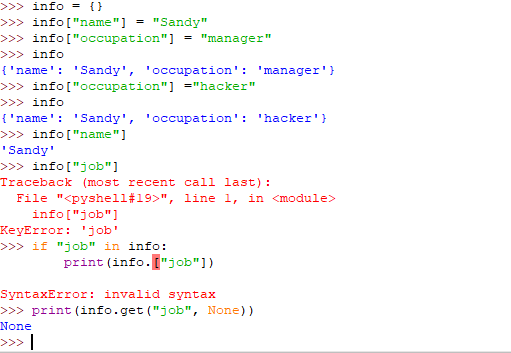 >>> info = {}
>>> info["name"] = "Sandy"
>>> info["occupation"] = "manager"
>>> info
{'name': 'Sandy', 'occupation': 'manager'}
>>> info["occupation"] ="hacker"
>>> info
{'name': 'Sandy', 'occupation': 'hacker'}
>>> info["name"]
'Sandy'
>>> info["job"]
Traceback (most recent call last):
  File "<pyshell#19>", line 1, in <module>
    info["job"]
KeyError: 'job'
>>> if "job" in info:
        print(info.["job"])
SyntaxError: invalid syntax
>>> print(info.get("job", None))
None
>>>